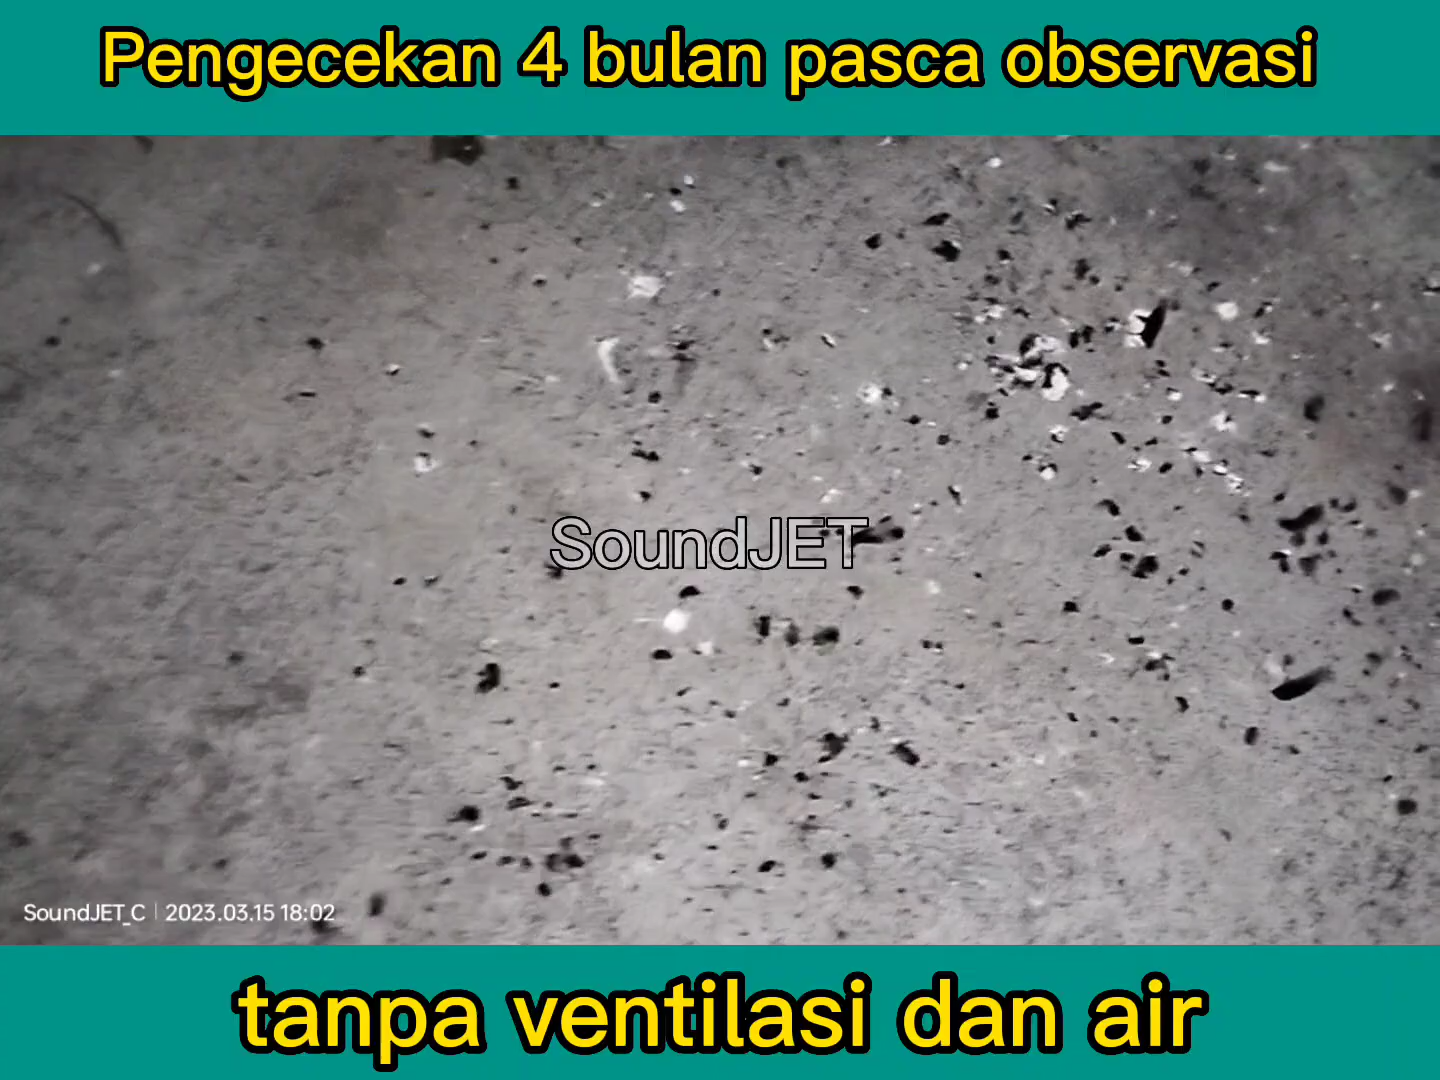 Pengecekan 4 bulan pasca observasi
SoundJET
SoundJET_C | 2023.03.15 18:02
tanpa ventilasi dan air